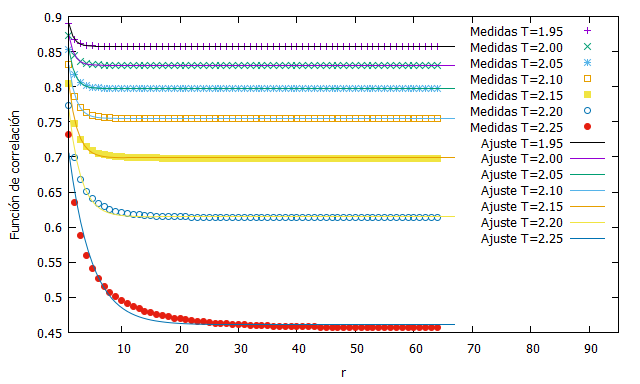 0.9
0.85
0.8
0.75
0.7
0.65
0.6
0.55
0.5
0.45
Función de correlación
10
20
30
40
50
60
70
80
90
r
Medidas T=1.95
Medidas T=2.00
Medidas T=2.05
Medidas T=2.10
Medidas T=2.15
Medidas T=2.20
Medidas T=2.25
Ajuste T=1.95
Ajuste T=2.00
Ajuste T=2.05
Ajuste T=2.10
Ajuste T=2.15
Ajuste T=2.20
Ajuste T=2.25